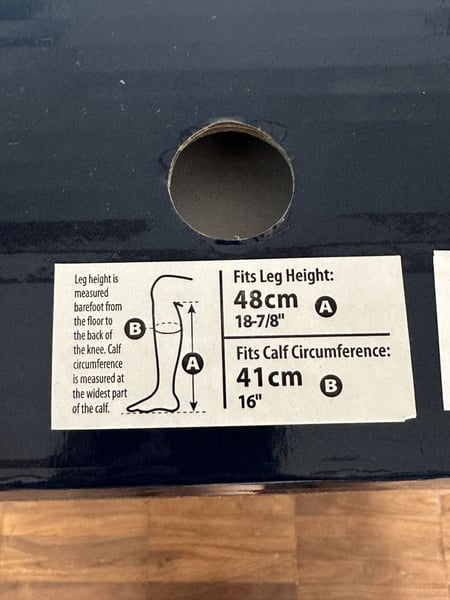 Leg height is
measured
barefoot from
the floor to
the back of
the knee. Calf
circumference
is measured at
the widest part
of the calf.
B
A
Fits Leg Height:
48cm A
18-7/8"
Fits Calf Circumference:
41cm B
16"